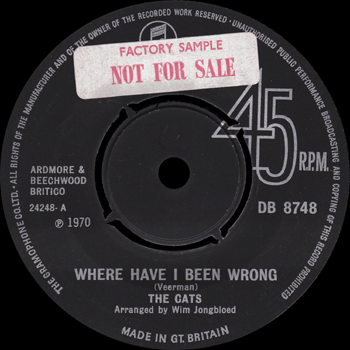 THE GRAMOPHONE CO. LTD. - ALL RIGHTS OF THE MANUFACTURER AND OF THE OWNER OF THE RECORDED WORK RESERVED - UNAUTHORISED PUBLIC PERFORMANCE BROADCASTING AND COPYING OF THIS RECORD PROHIBITED
FACTORY SAMPLE
NOT FOR SALE
45
R.P.M.
ARDMORE &
BEECHWOOD
BRITICO
24248-A
℗ 1970
DB 8748
WHERE HAVE I BEEN WRONG
(Veerman)
THE CATS
Arranged by Wim Jongbloed
MADE IN GT. BRITAIN